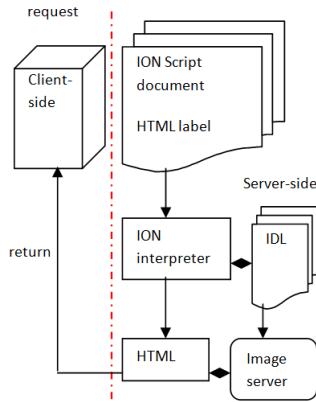 request
Client-
side
ION Script
document
HTML label
Server-side
ION
interpreter
IDL
return
HTML
Image
server